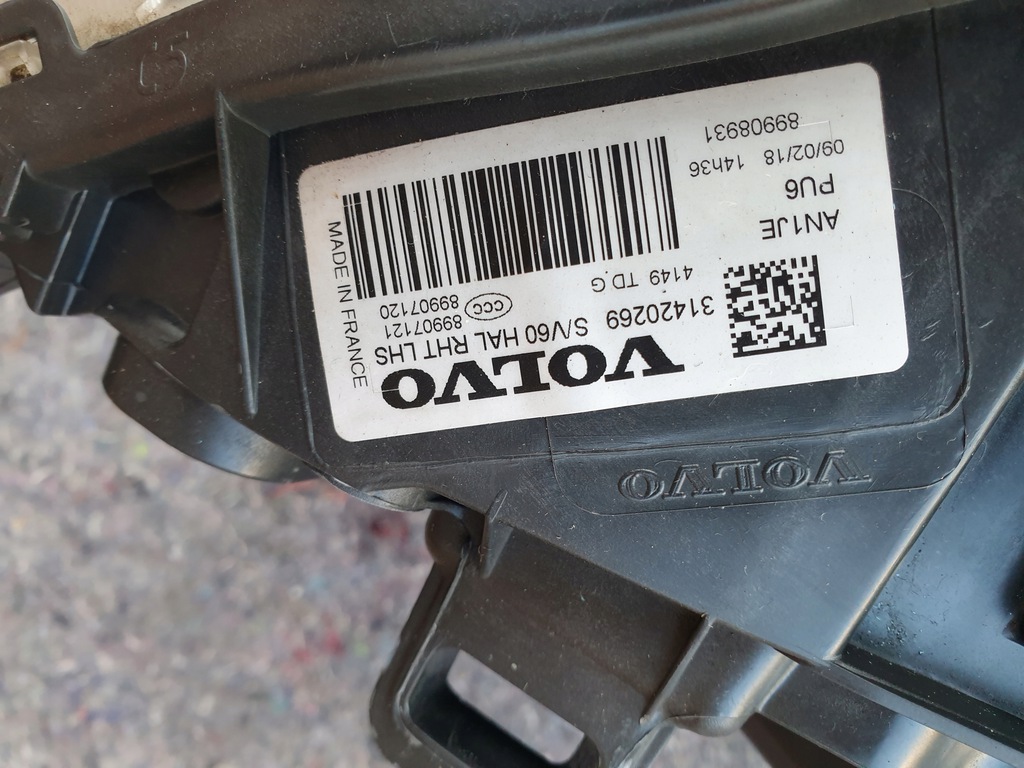 VOLVO
31420269 S/V60 HAL RHT LHS
4149 TD.G
89907121
89907120
CCC
MADE IN FRANCE
AN1JE
PU6
09/02/18 14h36
89908931
VOLVO